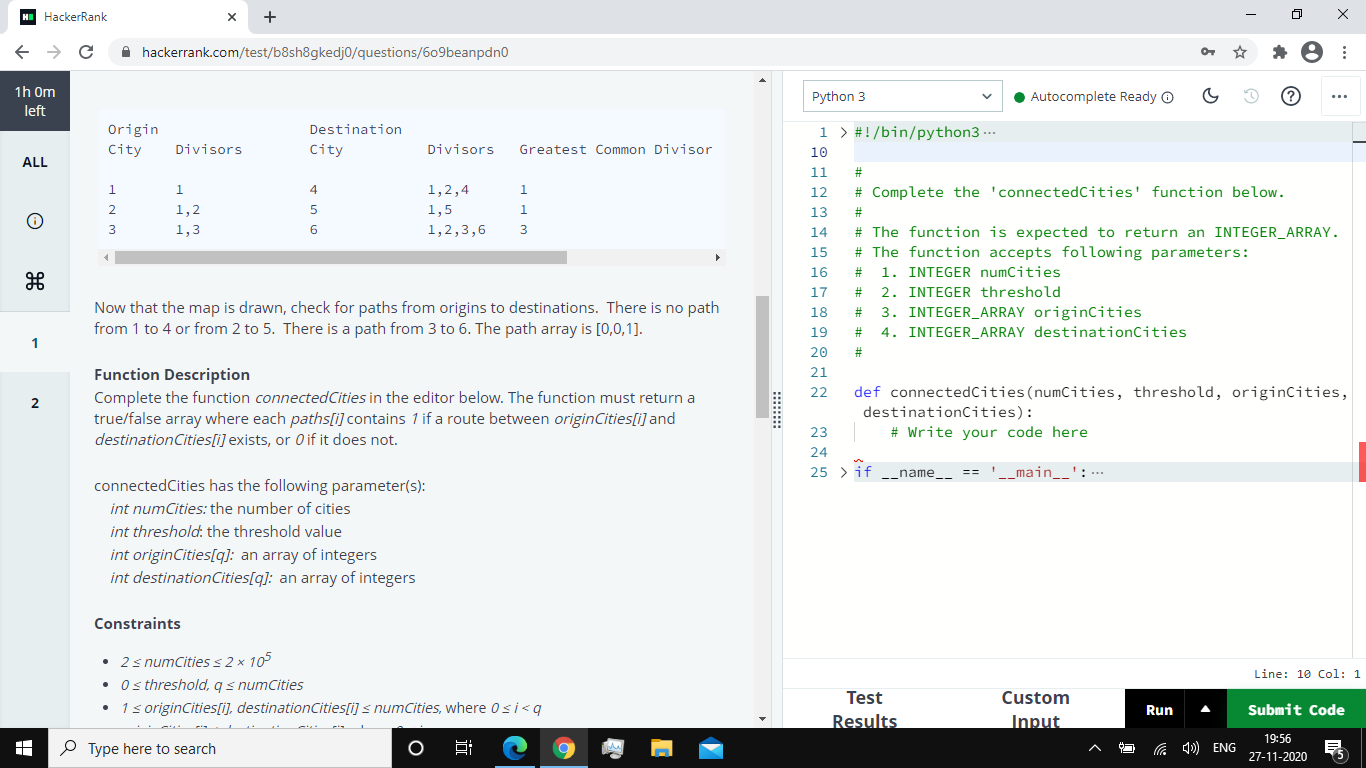 HackerRank
hackerrank.com/test/b8sh8gkedj0/questions/6o9beanpdn0
1h 0m
left
ALL
1
2
Origin Destination
City Divisors City Divisors Greatest Common Divisor
1 1 4 1,2,4 1
2 1,2 5 1,5 1
3 1,3 6 1,2,3,6 3
Now that the map is drawn, check for paths from origins to destinations. There is no path
from 1 to 4 or from 2 to 5. There is a path from 3 to 6. The path array is [0,0,1].
Function Description
Complete the function connectedCities in the editor below. The function must return a
true/false array where each paths[i] contains 1 if a route between originCities[i] and
destinationCities[i] exists, or 0 if it does not.
connectedCities has the following parameter(s):
int numCities: the number of cities
int threshold: the threshold value
int originCities[q]: an array of integers
int destinationCities[q]: an array of integers
Constraints
• 2 ≤ numCities ≤ 2 × 10⁵
• 0 ≤ threshold, q ≤ numCities
• 1 ≤ originCities[i], destinationCities[i] ≤ numCities, where 0 ≤ i < q
Python 3
Autocomplete Ready
1 #!/bin/python3 ···
10
11 #
12 # Complete the 'connectedCities' function below.
13 #
14 # The function is expected to return an INTEGER_ARRAY.
15 # The function accepts following parameters:
16 # 1. INTEGER numCities
17 # 2. INTEGER threshold
18 # 3. INTEGER_ARRAY originCities
19 # 4. INTEGER_ARRAY destinationCities
20 #
21
22 def connectedCities(numCities, threshold, originCities,
destinationCities):
23 # Write your code here
24
25 if __name__ == '__main__': ···
Line: 10 Col: 1
Test
Results
Custom
Input
Run
Submit Code
Type here to search
ENG
19:56
27-11-2020
5